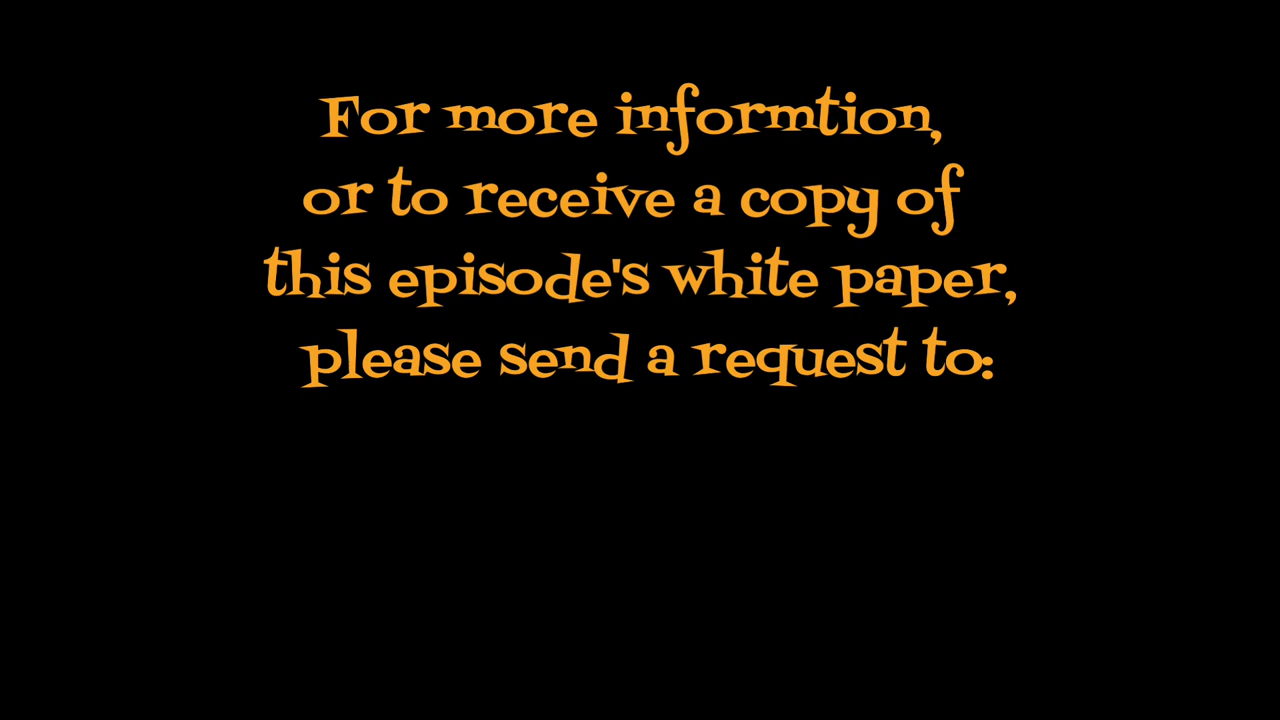 For more informtion,
or to receive a copy of
this episode's white paper,
please send a request to: